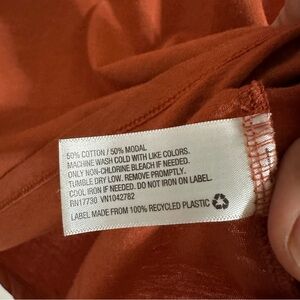 50% COTTON / 50% MODAL
MACHINE WASH COLD WITH LIKE COLORS.
ONLY NON-CHLORINE BLEACH IF NEEDED.
TUMBLE DRY LOW. REMOVE PROMPTLY.
COOL IRON IF NEEDED. DO NOT IRON ON LABEL.
RN17730 VN1042782
LABEL MADE FROM 100% RECYCLED PLASTIC